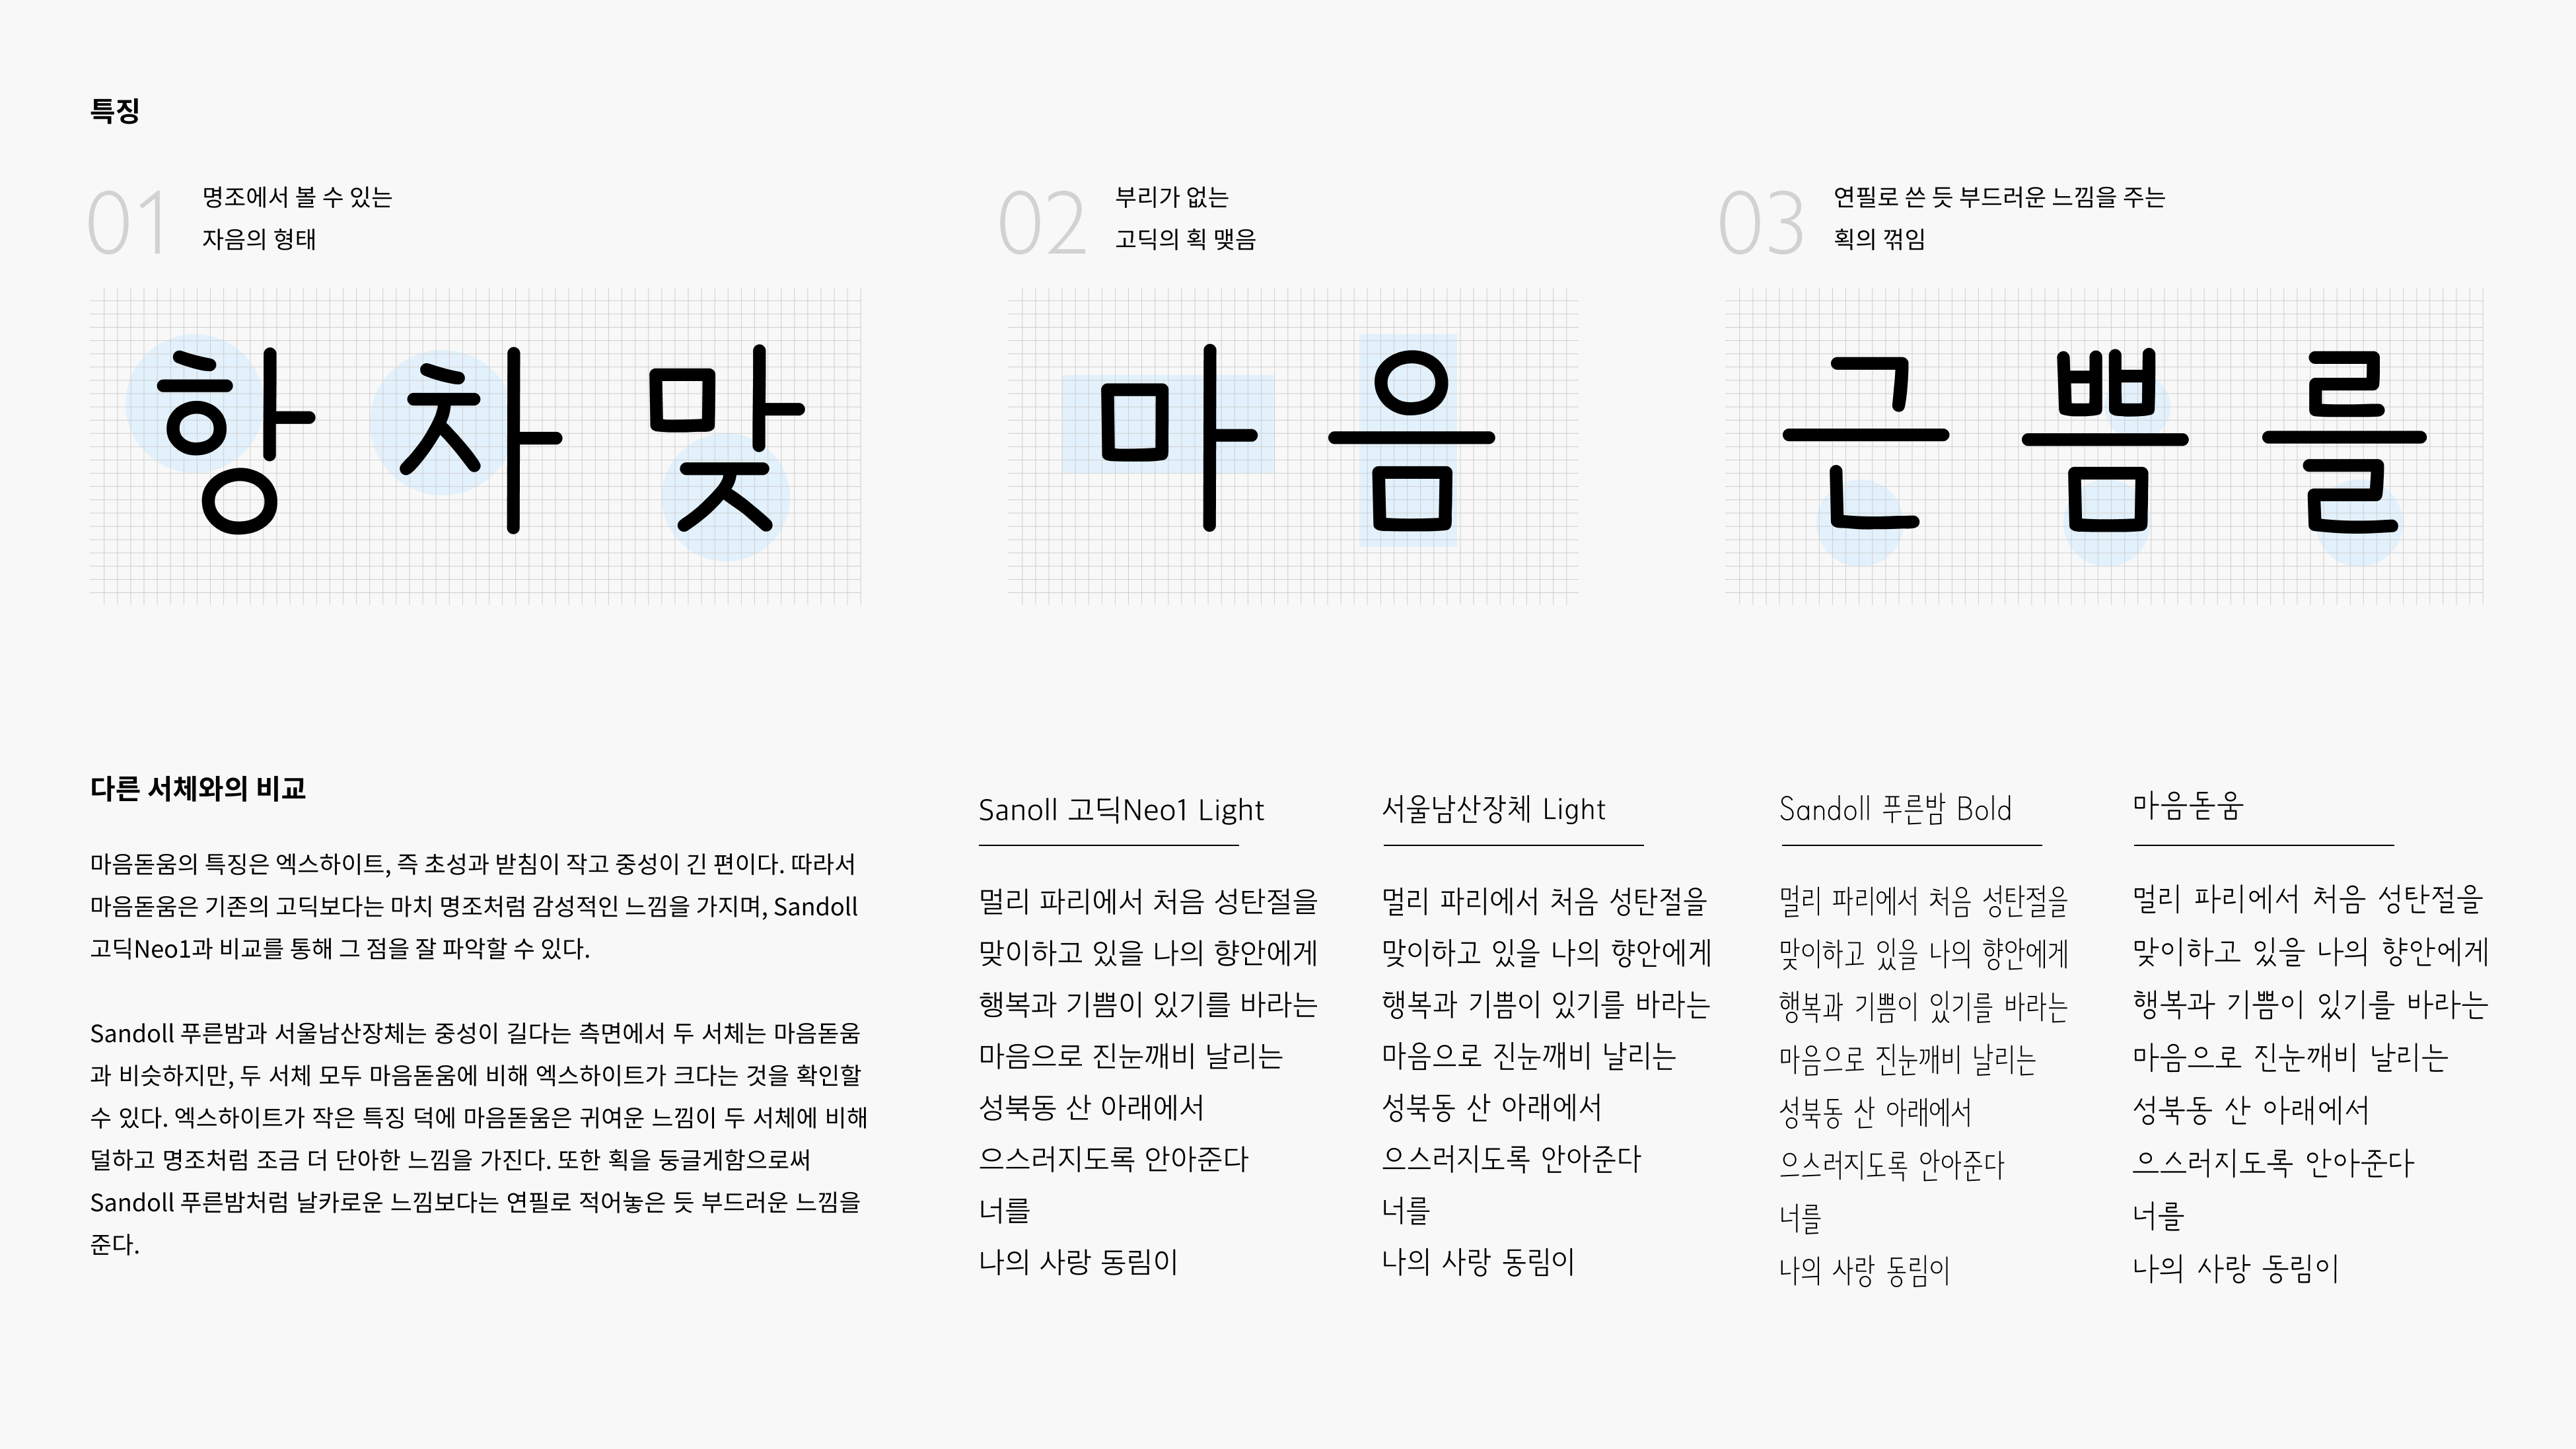 특징
01
명조에서 볼 수 있는
자음의 형태
항 차 맞
02
부리가 없는
고딕의 획 맺음
마 음
03
연필로 쓴 듯 부드러운 느낌을 주는
획의 꺾임
근 쁨 를
다른 서체와의 비교
마음돋움의 특징은 엑스하이트, 즉 초성과 받침이 작고 중성이 긴 편이다. 따라서
마음돋움은 기존의 고딕보다는 마치 명조처럼 감성적인 느낌을 가지며, Sandoll
고딕Neo1과 비교를 통해 그 점을 잘 파악할 수 있다.
Sandoll 푸른밤과 서울남산장체는 중성이 길다는 측면에서 두 서체는 마음돋움
과 비슷하지만, 두 서체 모두 마음돋움에 비해 엑스하이트가 크다는 것을 확인할
수 있다. 엑스하이트가 작은 특징 덕에 마음돋움은 귀여운 느낌이 두 서체에 비해
덜하고 명조처럼 조금 더 단아한 느낌을 가진다. 또한 획을 둥글게함으로써
Sandoll 푸른밤처럼 날카로운 느낌보다는 연필로 적어놓은 듯 부드러운 느낌을
준다.
Sanoll 고딕Neo1 Light
멀리 파리에서 처음 성탄절을
맞이하고 있을 나의 향안에게
행복과 기쁨이 있기를 바라는
마음으로 진눈깨비 날리는
성북동 산 아래에서
으스러지도록 안아준다
너를
나의 사랑 동림이
서울남산장체 Light
멀리 파리에서 처음 성탄절을
맞이하고 있을 나의 향안에게
행복과 기쁨이 있기를 바라는
마음으로 진눈깨비 날리는
성북동 산 아래에서
으스러지도록 안아준다
너를
나의 사랑 동림이
Sandoll 푸른밤 Bold
멀리 파리에서 처음 성탄절을
맞이하고 있을 나의 향안에게
행복과 기쁨이 있기를 바라는
마음으로 진눈깨비 날리는
성북동 산 아래에서
으스러지도록 안아준다
너를
나의 사랑 동림이
마음돋움
멀리 파리에서 처음 성탄절을
맞이하고 있을 나의 향안에게
행복과 기쁨이 있기를 바라는
마음으로 진눈깨비 날리는
성북동 산 아래에서
으스러지도록 안아준다
너를
나의 사랑 동림이